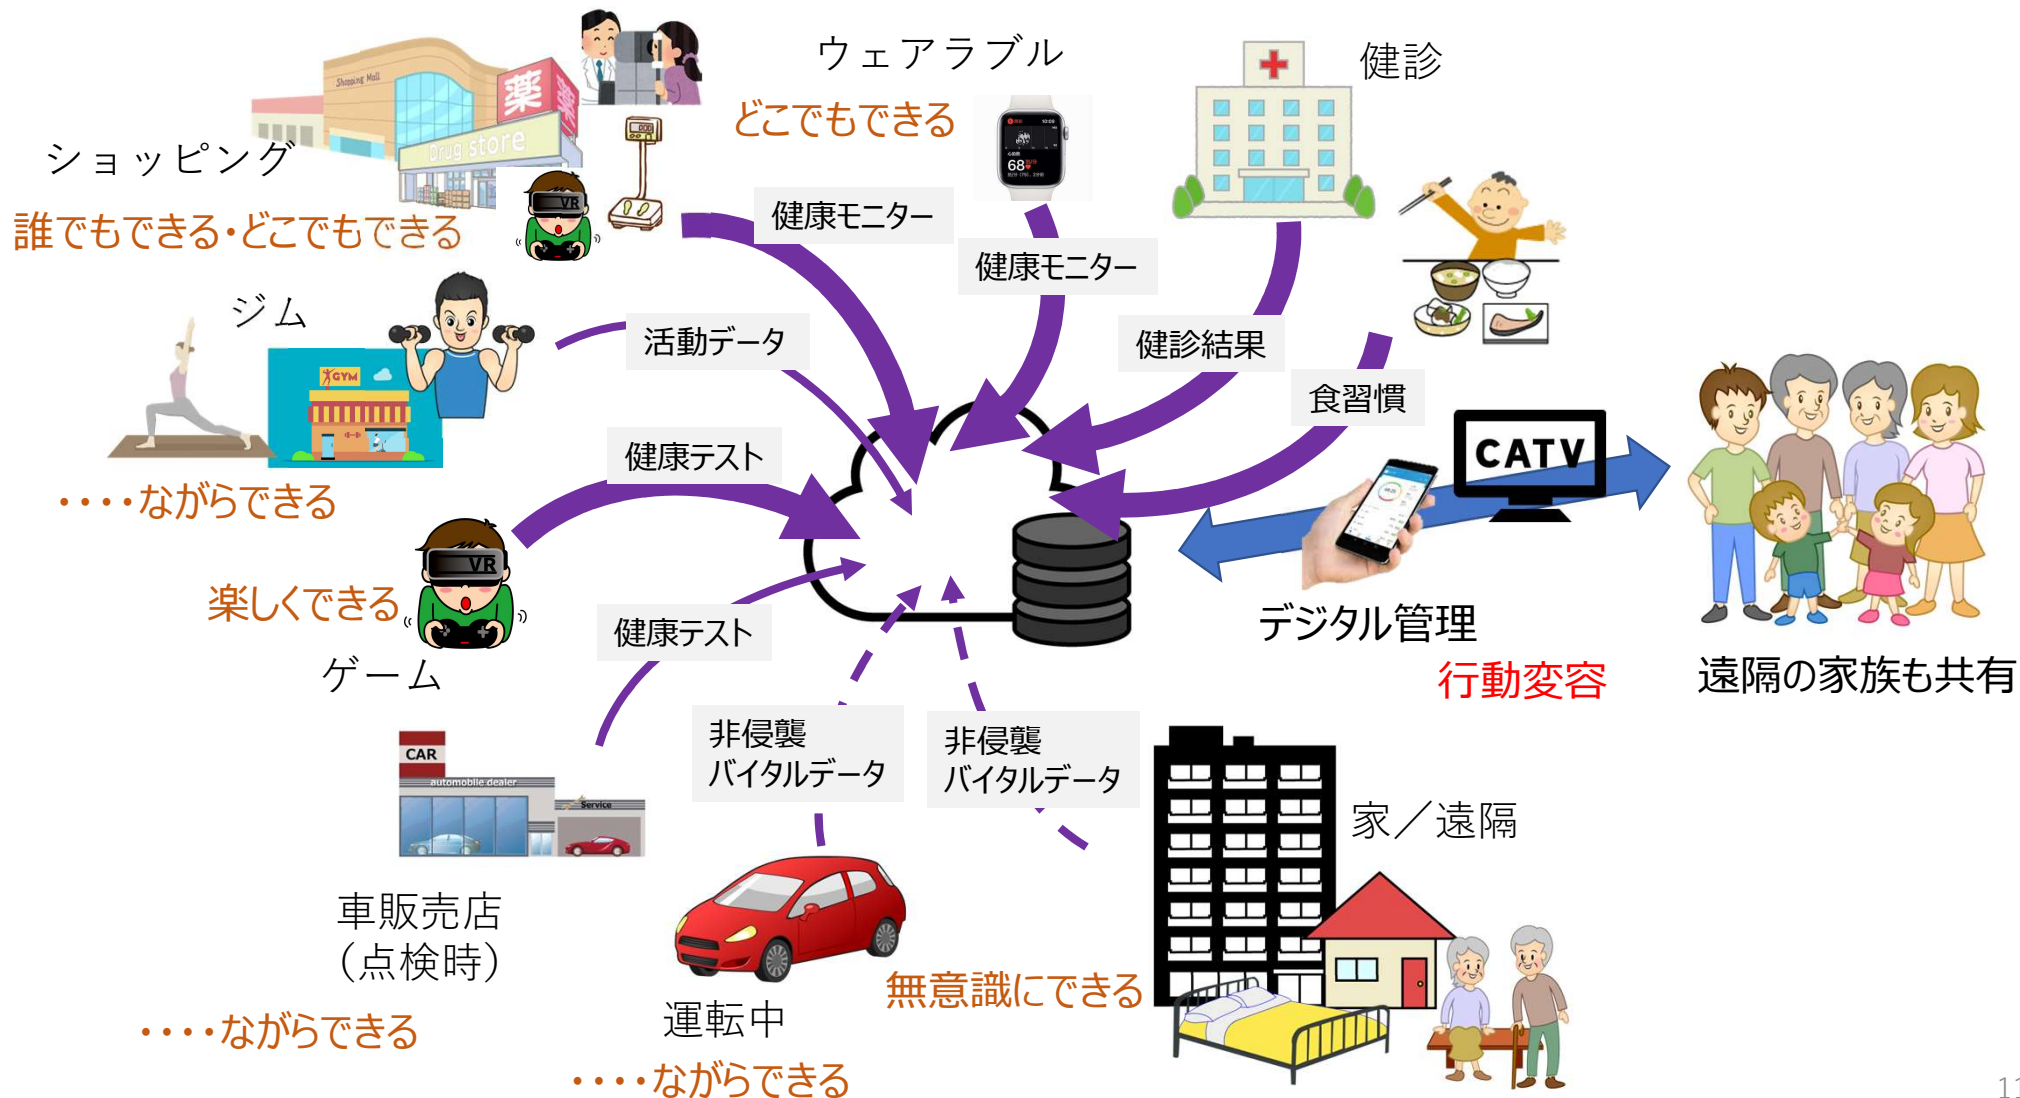 ウェアラブル
健診
Shopping Mall
薬
薬
どこでもできる
Drug store
ショッピング
68
VR
誰でもできる・どこでもできる
健康モニター
健康モニター
ジム
活動データ
健診結果
GYM
食習慣
健康テスト
CATV
・・・・ながらできる
VR
楽しくできる
健康テスト
デジタル管理
ゲーム
行動変容
遠隔の家族も共有
非侵襲
バイタルデータ
非侵襲
バイタルデータ
CAR
automobile dealer
Service
家／遠隔
車販売店
（点検時）
無意識にできる
運転中
・・・・ながらできる
・・・・ながらできる
11